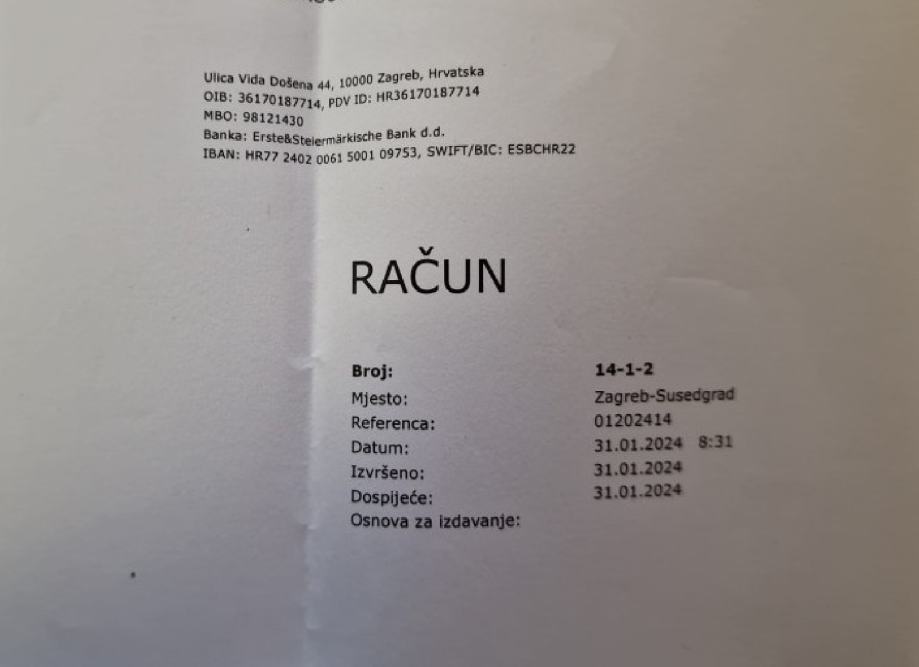 Ulica Vida Došena 44, 10000 Zagreb, Hrvatska
OIB: 36170187714, PDV ID: HR36170187714
MBO: 98121430
Banka: Erste&Steiermärkische Bank d.d.
IBAN: HR77 2402 0061 5001 09753, SWIFT/BIC: ESBCHR22
RAČUN
Broj: 14-1-2
Mjesto: Zagreb-Susedgrad
Referenca: 01202414
Datum: 31.01.2024 8:31
Izvršeno: 31.01.2024
Dospijeće: 31.01.2024
Osnova za izdavanje: